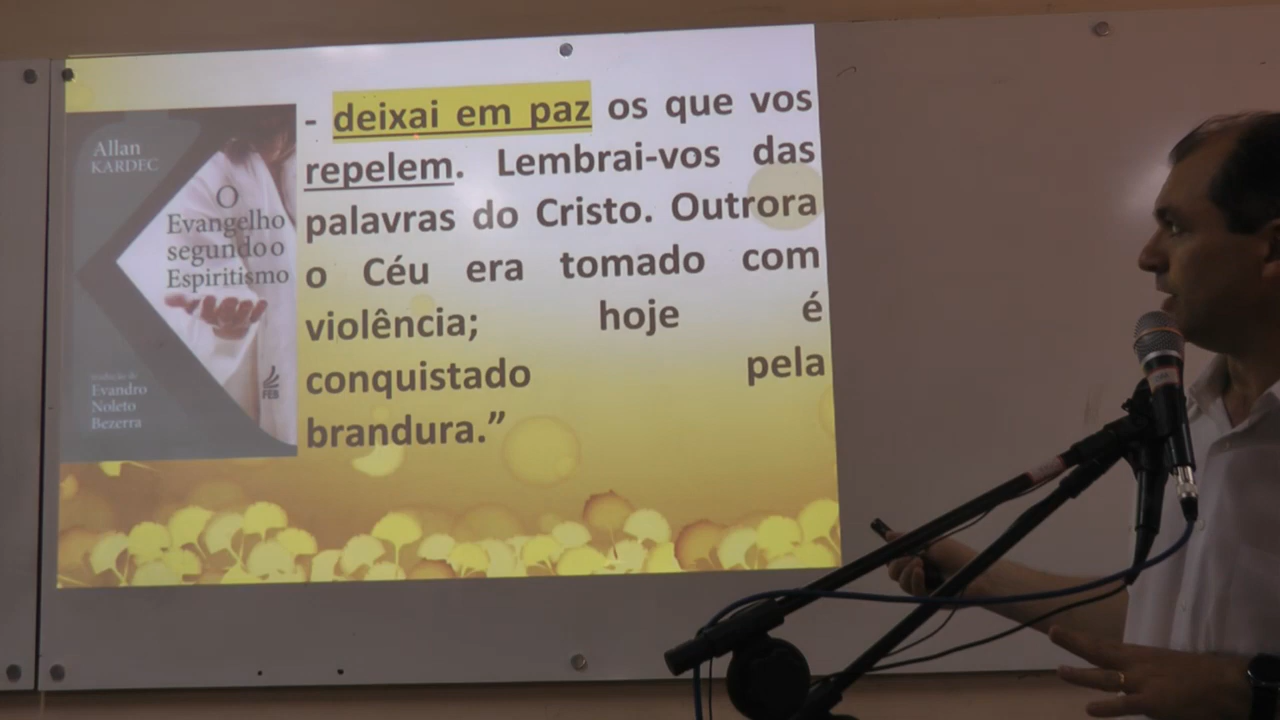 Allan
KARDEC
O
Evangelho
segundo o
Espiritismo
tradução de
Evandro
Noleto
Bezerra
FEB
- deixai em paz os que vos
repelem. Lembrai-vos das
palavras do Cristo. Outrora
o Céu era tomado com
violência; hoje é
conquistado pela
brandura.”